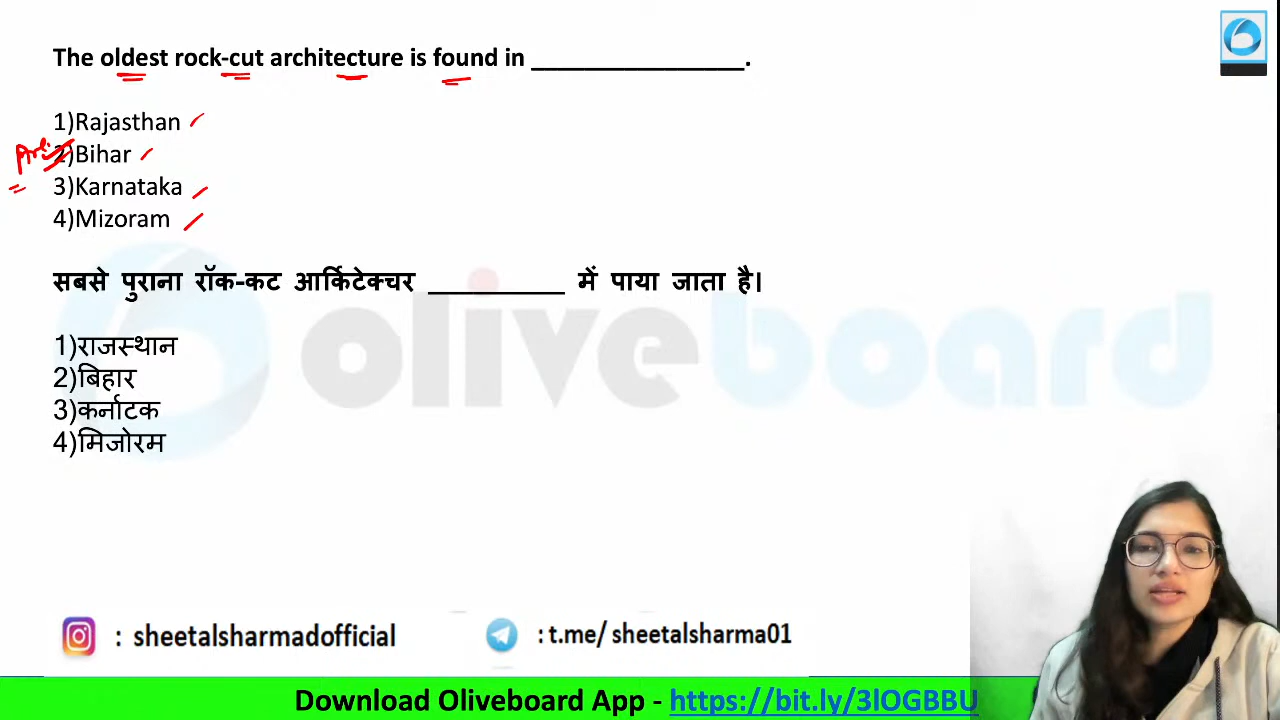 The oldest rock-cut architecture is found in ________________.
1)Rajasthan
2)Bihar
3)Karnataka
4)Mizoram
सबसे पुराना रॉक-कट आर्किटेक्चर __________ में पाया जाता है।
1)राजस्थान
2)बिहार
3)कर्नाटक
4)मिजोरम
oliveboard
: sheetalsharmadofficial
: t.me/ sheetalsharma01
Download Oliveboard App - https://bit.ly/3lOGBBU